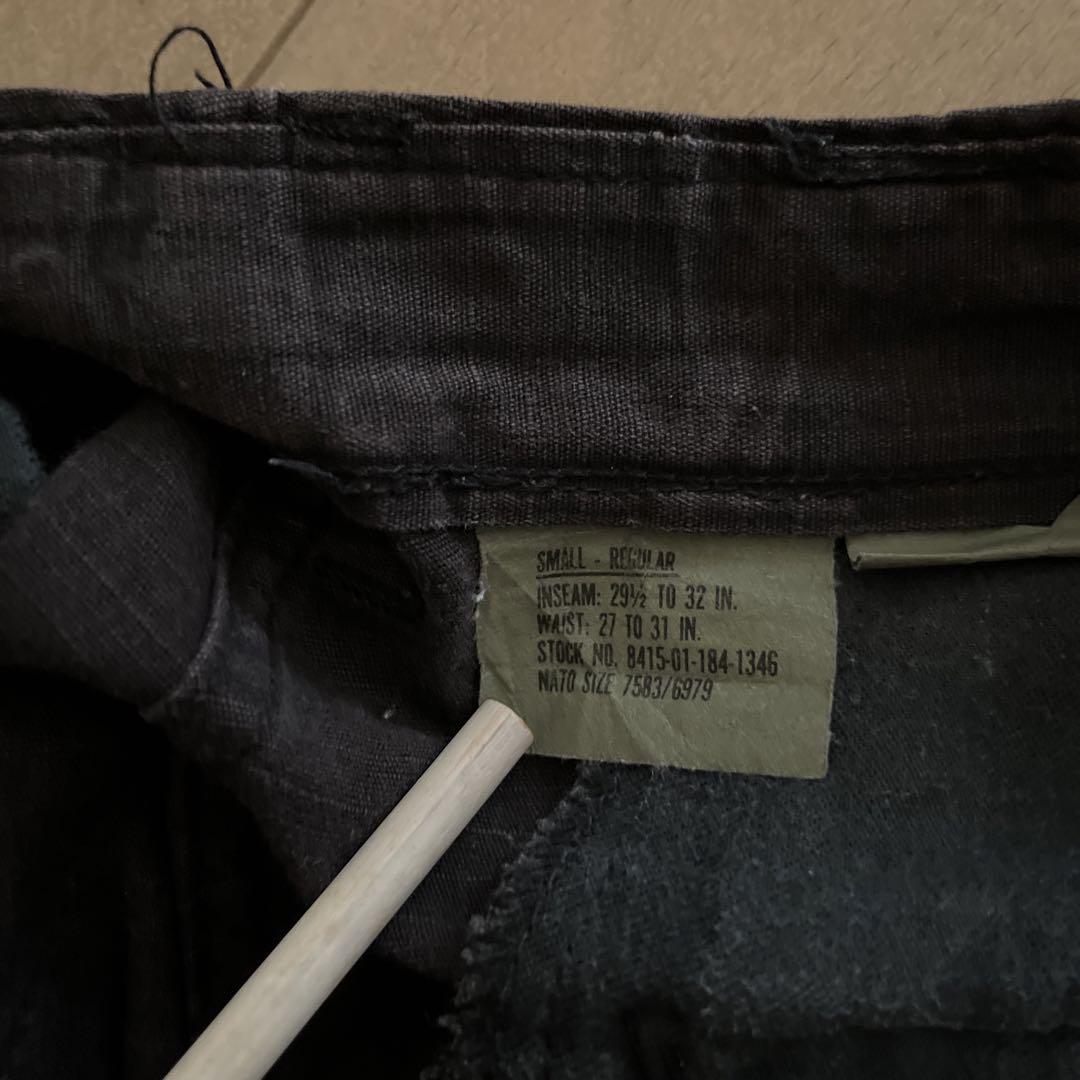 SMALL - REGULAR
INSEAM: 29½ TO 32 IN.
WAIST: 27 TO 31 IN.
STOCK NO. 8415-01-184-1346
NATO SIZE 7583/6979